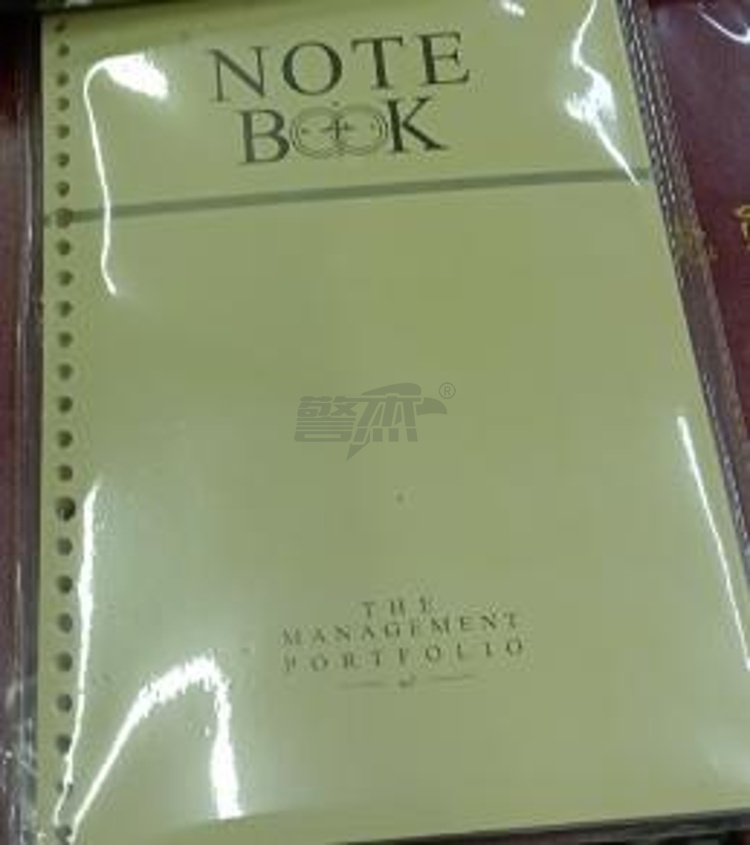 NOTE
BOOK
警杰®
THE
MANAGEMENT
PORTFOLIO